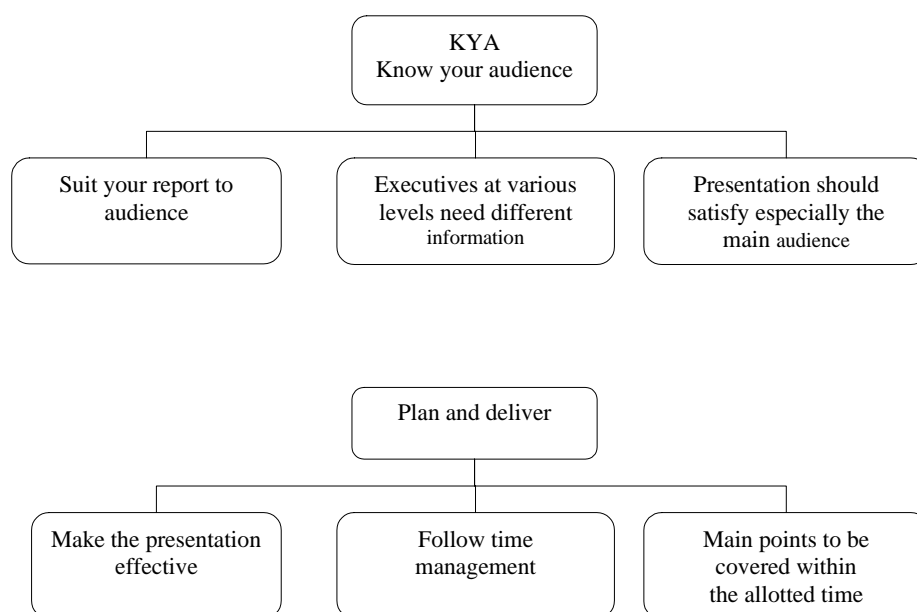 KYA
Know your audience
Suit your report to
audience
Executives at various
levels need different
information
Presentation should
satisfy especially the
main audience
Plan and deliver
Make the presentation
effective
Follow time
management
Main points to be
covered within
the allotted time